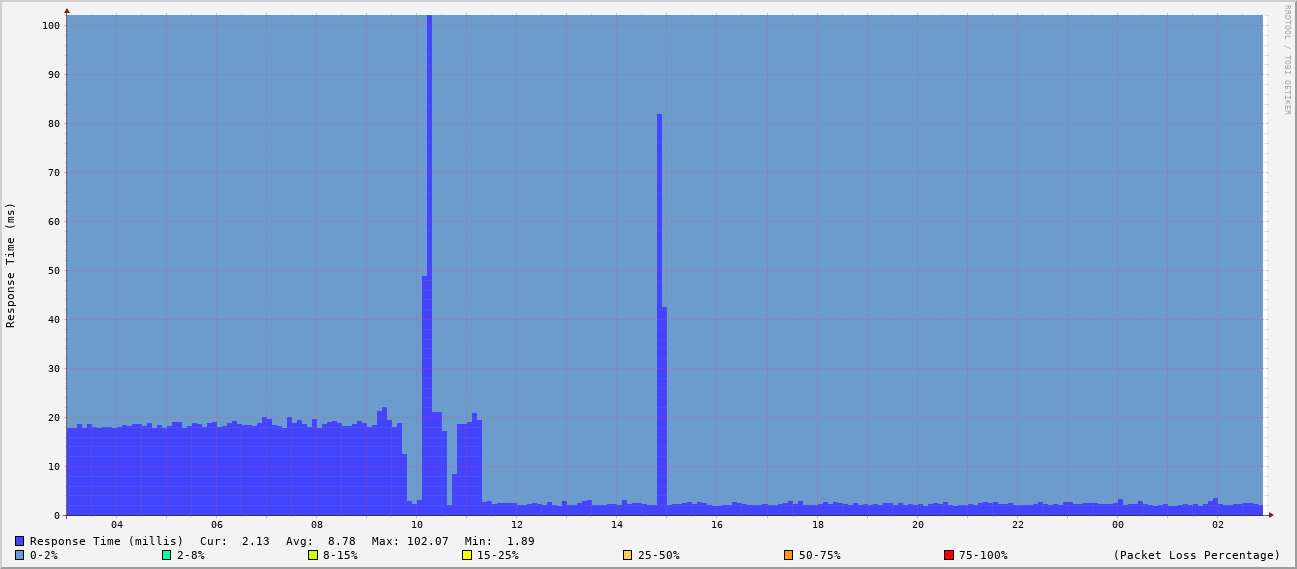 RRDTOOL / TOBI OETIKER
Response Time (ms)
100
90
80
70
60
50
40
30
20
10
0
04 06 08 10 12 14 16 18 20 22 00 02
Response Time (millis) Cur: 2.13 Avg: 8.78 Max: 102.07 Min: 1.89
0-2% 2-8% 8-15% 15-25% 25-50% 50-75% 75-100% (Packet Loss Percentage)